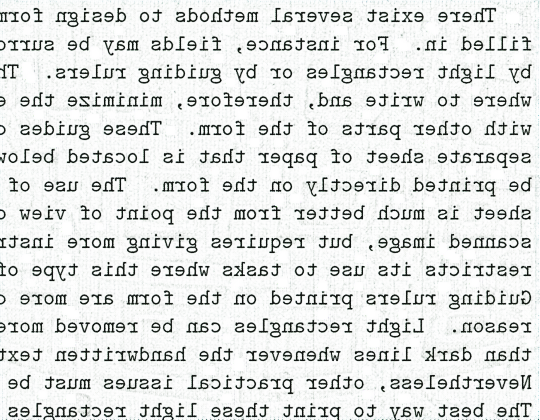 There exist several methods to design
filled in. For instance, fields may be
by light rectangles or by guiding rulers.
where to write and, therefore, minimize the
with other parts of the form. These guides
separate sheet of paper that is located below
be printed directly on the form. The use of
sheet is much better from the point of view
scanned image, but requires giving more
restricts its use to tasks where this type of
Guiding rulers printed on the form are more
reason. Light rectangles can be removed more
than dark lines whenever the handwritten text
Nevertheless, other practical issues must be
The best way to print these light rectangles